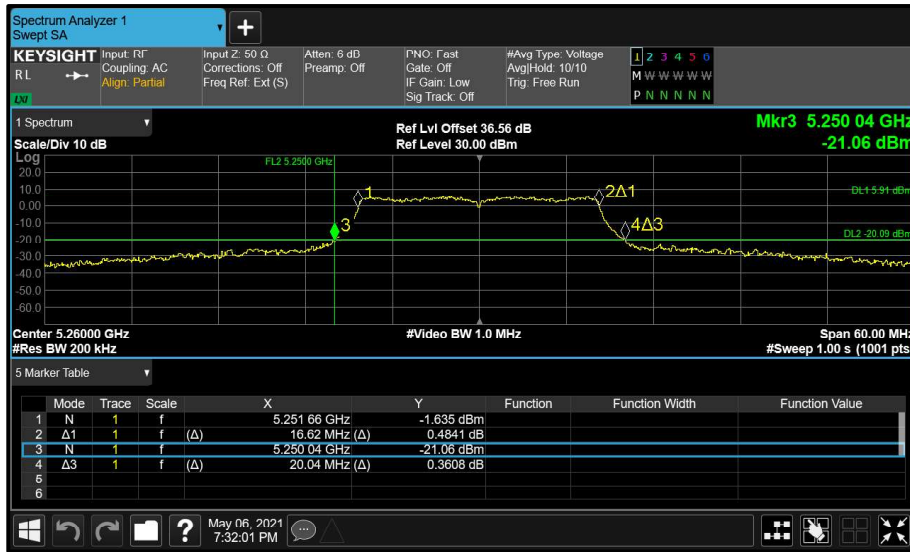 Spectrum Analyzer 1
Swept SA
+
KEYSIGHT
RL
LXI
Input: RF
Coupling: AC
Align: Partial
Input Z: 50 Ω
Corrections: Off
Freq Ref: Ext (S)
Atten: 6 dB
Preamp: Off
PNO: Fast
Gate: Off
IF Gain: Low
Sig Track: Off
#Avg Type: Voltage
Avg|Hold: 10/10
Trig: Free Run
1 2 3 4 5 6
M W W W W W
P N N N N N
1 Spectrum
Scale/Div 10 dB
Ref Lvl Offset 36.56 dB
Ref Level 30.00 dBm
Mkr3 5.250 04 GHz
-21.06 dBm
Log
FL2 5.2500 GHz
20.0
10.0
0.00
-10.0
-20.0
-30.0
-40.0
-50.0
-60.0
1
2Δ1
3
4Δ3
DL1 5.91 dBm
DL2 -20.09 dBm
Center 5.26000 GHz
#Video BW 1.0 MHz
Span 60.00 MHz
#Res BW 200 kHz
#Sweep 1.00 s (1001 pts
5 Marker Table
Mode Trace Scale X Y Function Function Width Function Value
1 N 1 f 5.251 66 GHz -1.635 dBm
2 Δ1 1 f (Δ) 16.62 MHz (Δ) 0.4841 dB
3 N 1 f 5.250 04 GHz -21.06 dBm
4 Δ3 1 f (Δ) 20.04 MHz (Δ) 0.3608 dB
5
6
?
May 06, 2021
7:32:01 PM